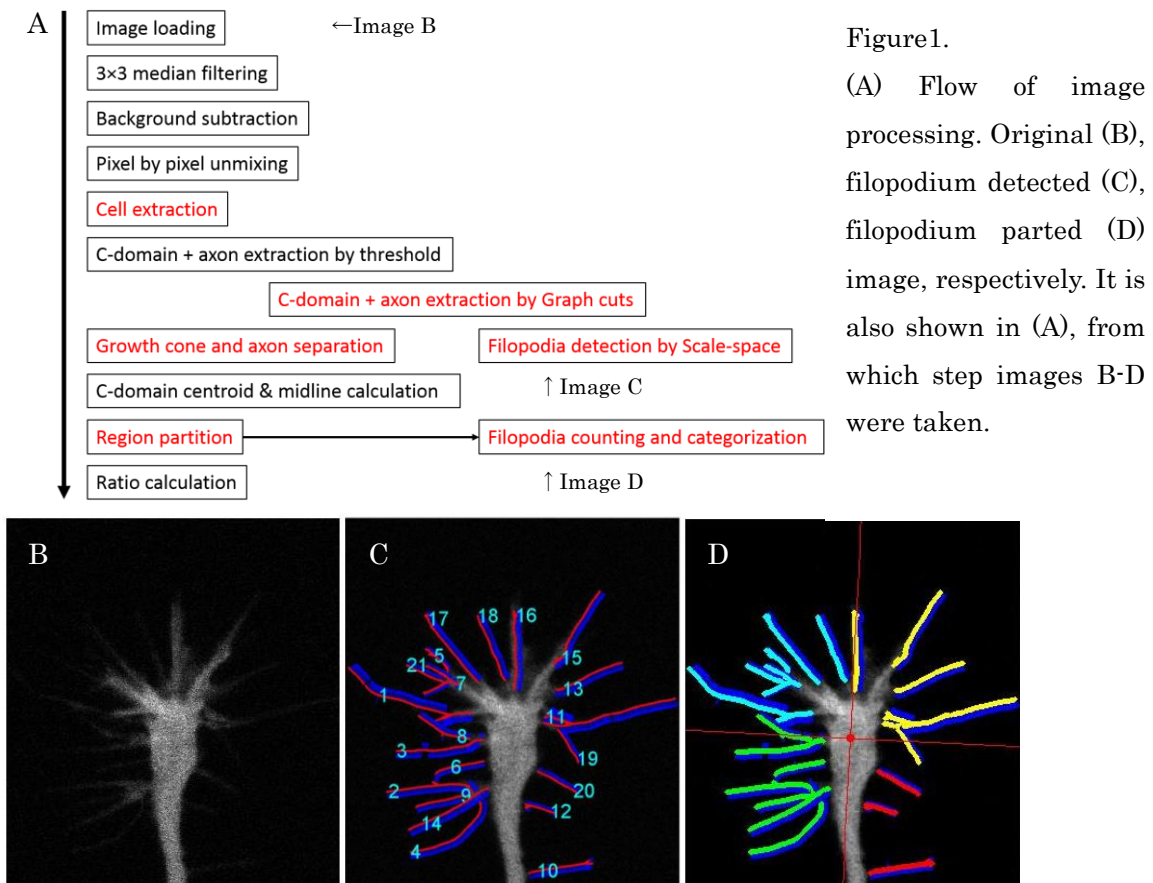 A
Image loading ←Image B
3×3 median filtering
Background subtraction
Pixel by pixel unmixing
Cell extraction
C-domain + axon extraction by threshold
C-domain + axon extraction by Graph cuts
Growth cone and axon separation Filopodia detection by Scale-space
C-domain centroid & midline calculation ↑ Image C
Region partition Filopodia counting and categorization
Ratio calculation ↑ Image D
Figure1.
(A) Flow of image
processing. Original (B),
filopodium detected (C),
filopodium parted (D)
image, respectively. It is
also shown in (A), from
which step images B-D
were taken.
B
C
17 18 16
5
21 15
7 13
1
11
8
3 19
6
2 9 20
12
14
4
10
D